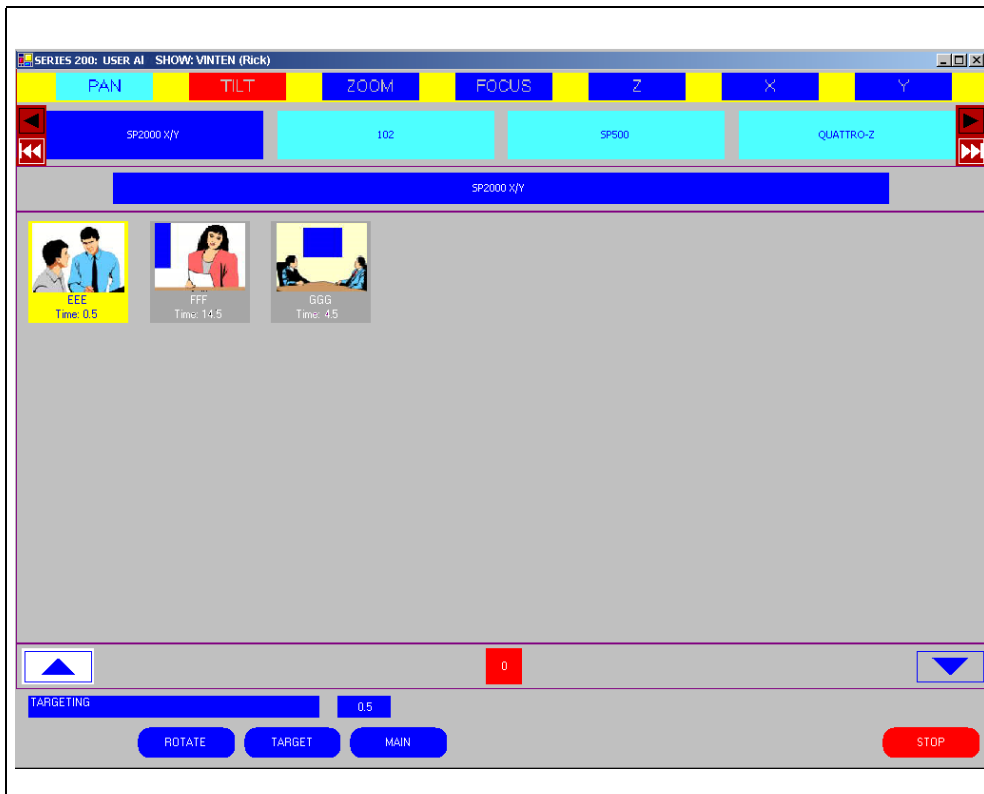 SERIES 200: USER Al SHOW: VINTEN (Rick)
PAN TILT ZOOM FOCUS Z X Y
SP2000 X/Y 102 SP500 QUATTRO-Z
SP2000 X/Y
EEE FFF GGG
Time: 0.5 Time: 14.5 Time: 4.5
0
TARGETING 0.5
ROTATE TARGET MAIN STOP